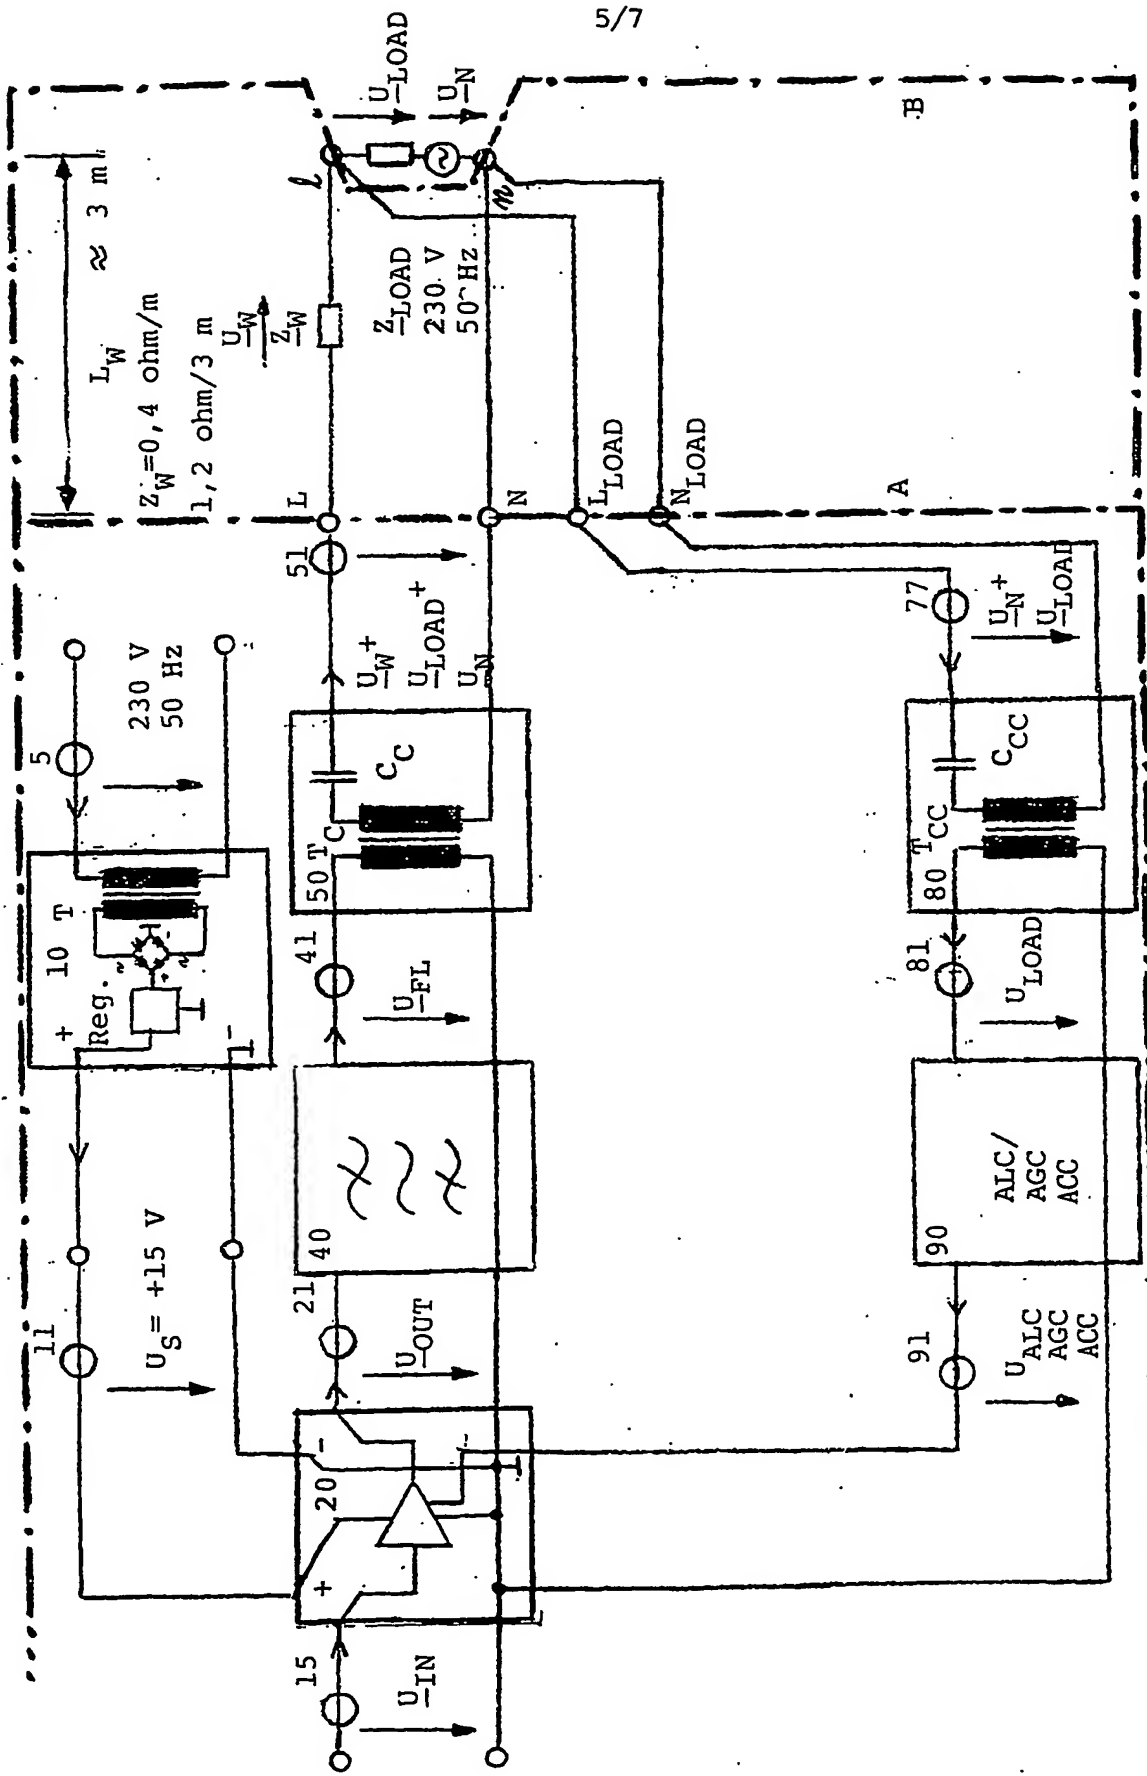 5/7
L_W ≈ 3 m
Z_W=0,4 ohm/m
1,2 ohm/3 m
U_W
Z_W
l
n
U_LOAD
U_N
Z_LOAD
230 V
50 Hz
B
A
L
N
L_LOAD
N_LOAD
5
230 V
50 Hz
10 T
Reg.
+
-
~
~
+
-
11
U_S= +15 V
15
U_IN
20
+
-
-
21
U_OUT
40
41
U_FL
50 T_C
C_C
51
U_W+
U_LOAD+
U_N
77
U_N+
U_LOAD
80 T_CC
C_CC
81
U_LOAD
90
ALC/
AGC
ACC
91
U_ALC
AGC
ACC